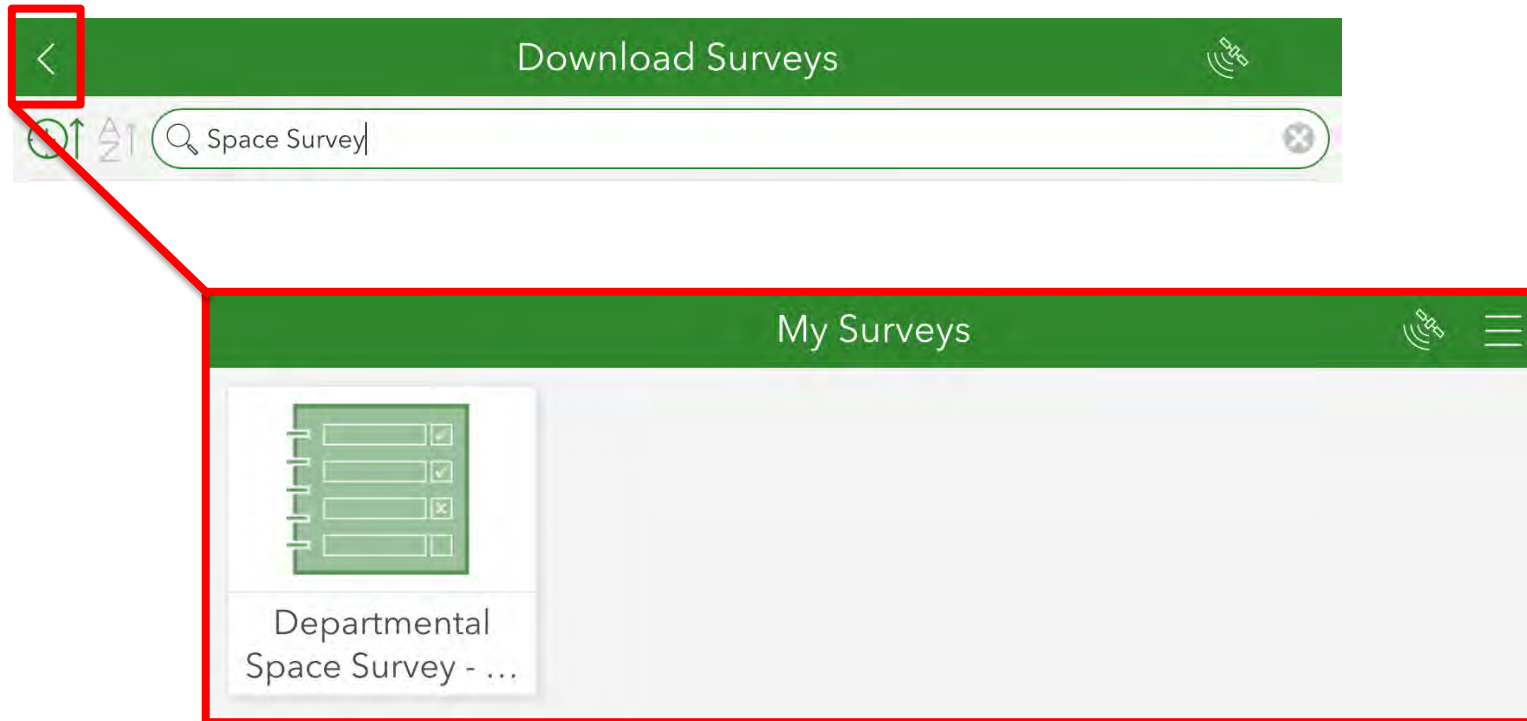 Download Surveys
Space Survey
My Surveys
Departmental
Space Survey - …